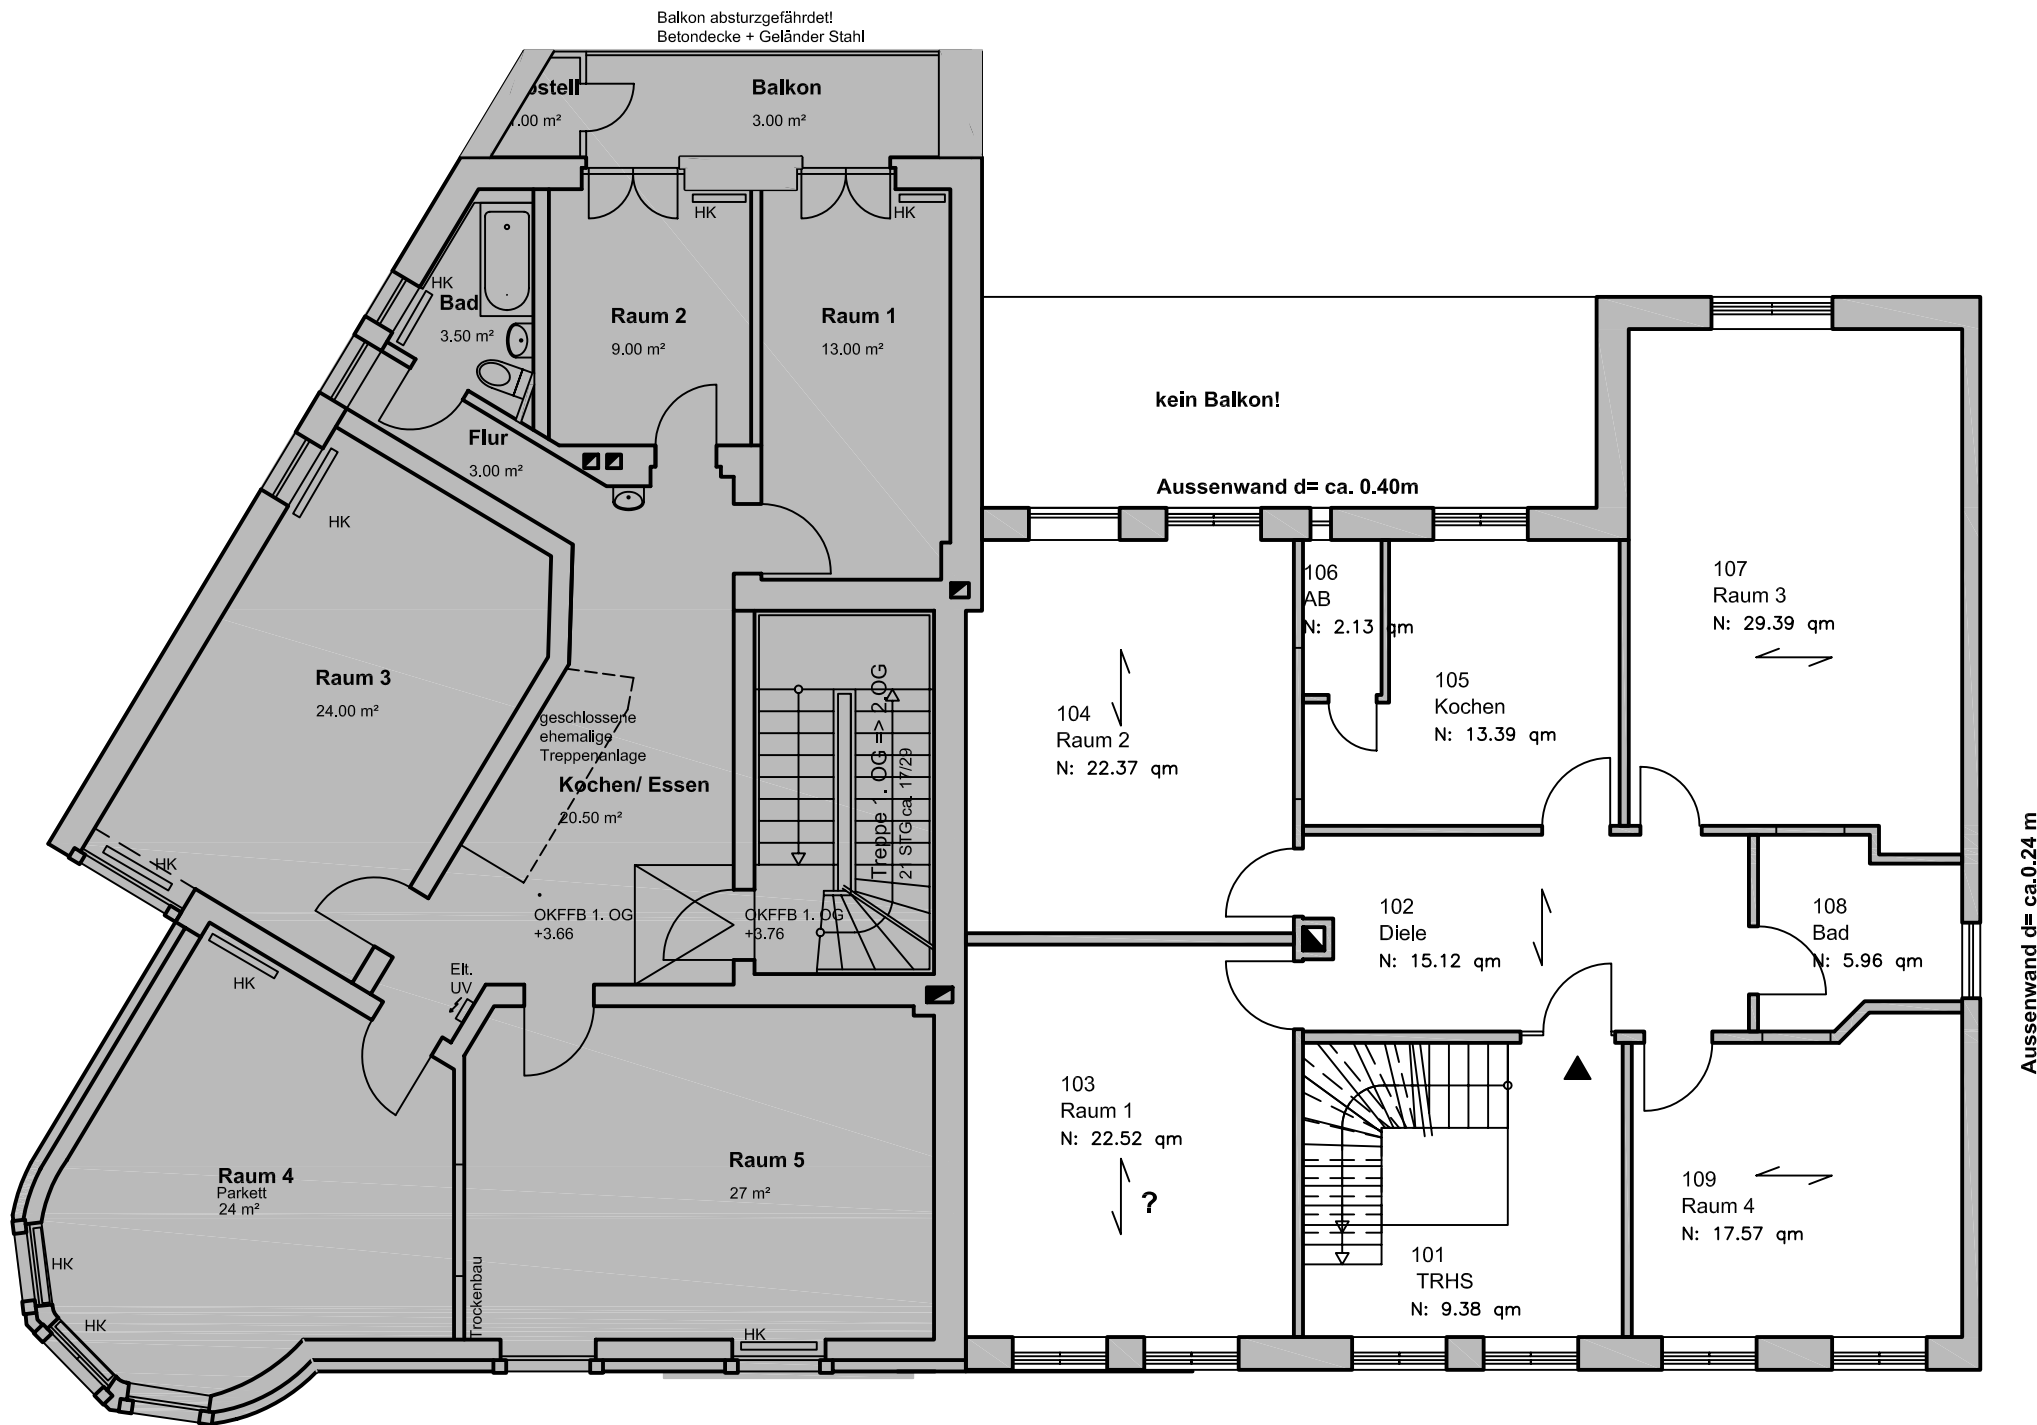 Balkon absturzgefährdet!
Betondecke + Geländer Stahl
Balkon
3.00 m²
HK
HK
HK
Bad
3.50 m²
Raum 2
9.00 m²
Raum 1
13.00 m²
Flur
3.00 m²
HK
kein Balkon!
Aussenwand d= ca. 0.40m
Raum 3
24.00 m²
geschlossene
ehemalige
Treppenanlage
Kochen/ Essen
20.50 m²
Treppe 1. OG => 2.OG
21 STG ca. 17/29
HK
OKFFB 1. OG
+3.66
OKFFB 1. OG
+3.76
HK
Elt.
UV
Raum 4
Parkett
24 m²
Raum 5
27 m²
HK
HK
Trockenbau
HK
106
AB
N: 2.13 qm
107
Raum 3
N: 29.39 qm
105
Kochen
N: 13.39 qm
104
Raum 2
N: 22.37 qm
102
Diele
N: 15.12 qm
108
Bad
N: 5.96 qm
103
Raum 1
N: 22.52 qm
?
109
Raum 4
N: 17.57 qm
101
TRHS
N: 9.38 qm
Aussenwand d= ca.0.24 m